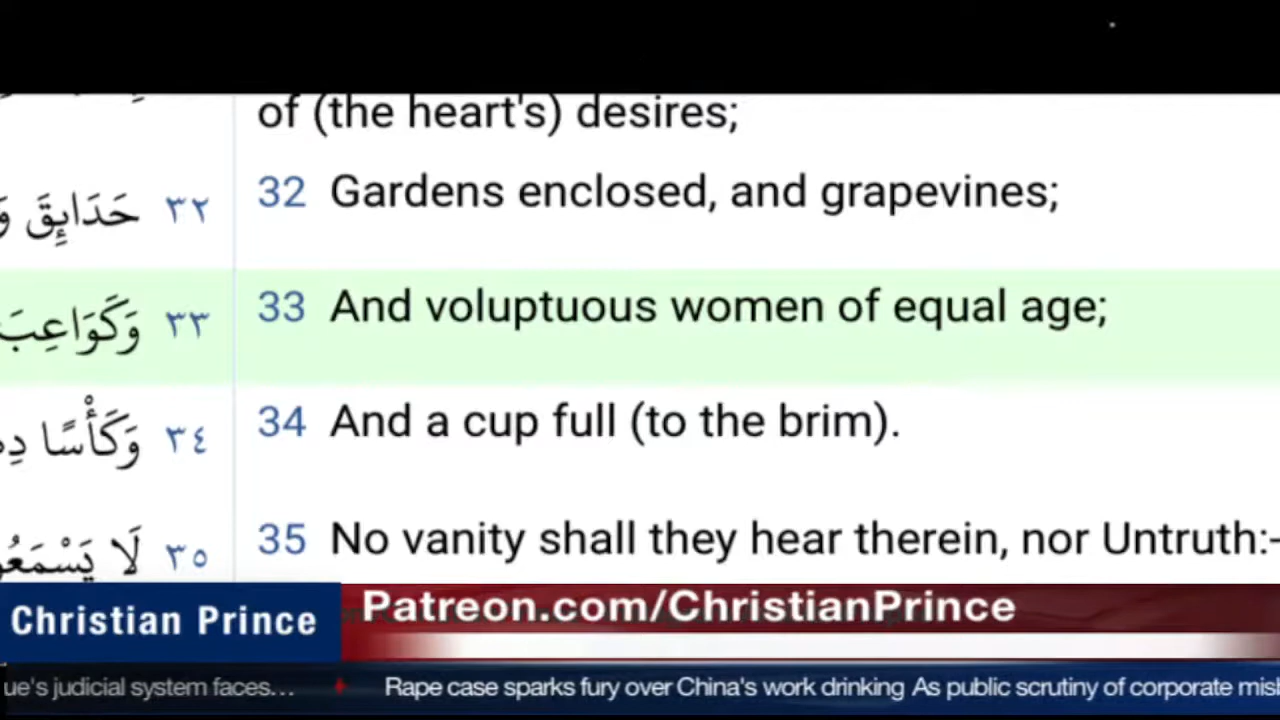 of (the heart's) desires;
٣٢ حَدَائِقَ
32 Gardens enclosed, and grapevines;
٣٣ وَكَوَاعِبَ
33 And voluptuous women of equal age;
٣٤ وَكَأْسًا
34 And a cup full (to the brim).
٣٥ لَا
35 No vanity shall they hear therein, nor Untruth:-
Christian Prince
Patreon.com/ChristianPrince
ue's judicial system faces... Rape case sparks fury over China's work drinking As public scrutiny of corporate